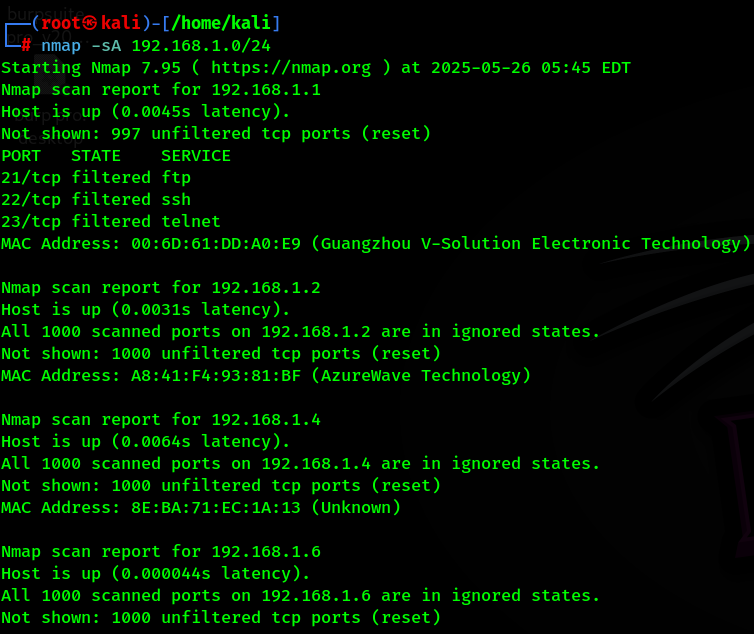 ┌──(root㉿kali)-[/home/kali]
└─# nmap -sA 192.168.1.0/24
Starting Nmap 7.95 ( https://nmap.org ) at 2025-05-26 05:45 EDT
Nmap scan report for 192.168.1.1
Host is up (0.0045s latency).
Not shown: 997 unfiltered tcp ports (reset)
PORT   STATE    SERVICE
21/tcp filtered ftp
22/tcp filtered ssh
23/tcp filtered telnet
MAC Address: 00:6D:61:DD:A0:E9 (Guangzhou V-Solution Electronic Technology)

Nmap scan report for 192.168.1.2
Host is up (0.0031s latency).
All 1000 scanned ports on 192.168.1.2 are in ignored states.
Not shown: 1000 unfiltered tcp ports (reset)
MAC Address: A8:41:F4:93:81:BF (AzureWave Technology)

Nmap scan report for 192.168.1.4
Host is up (0.0064s latency).
All 1000 scanned ports on 192.168.1.4 are in ignored states.
Not shown: 1000 unfiltered tcp ports (reset)
MAC Address: 8E:BA:71:EC:1A:13 (Unknown)

Nmap scan report for 192.168.1.6
Host is up (0.000044s latency).
All 1000 scanned ports on 192.168.1.6 are in ignored states.
Not shown: 1000 unfiltered tcp ports (reset)